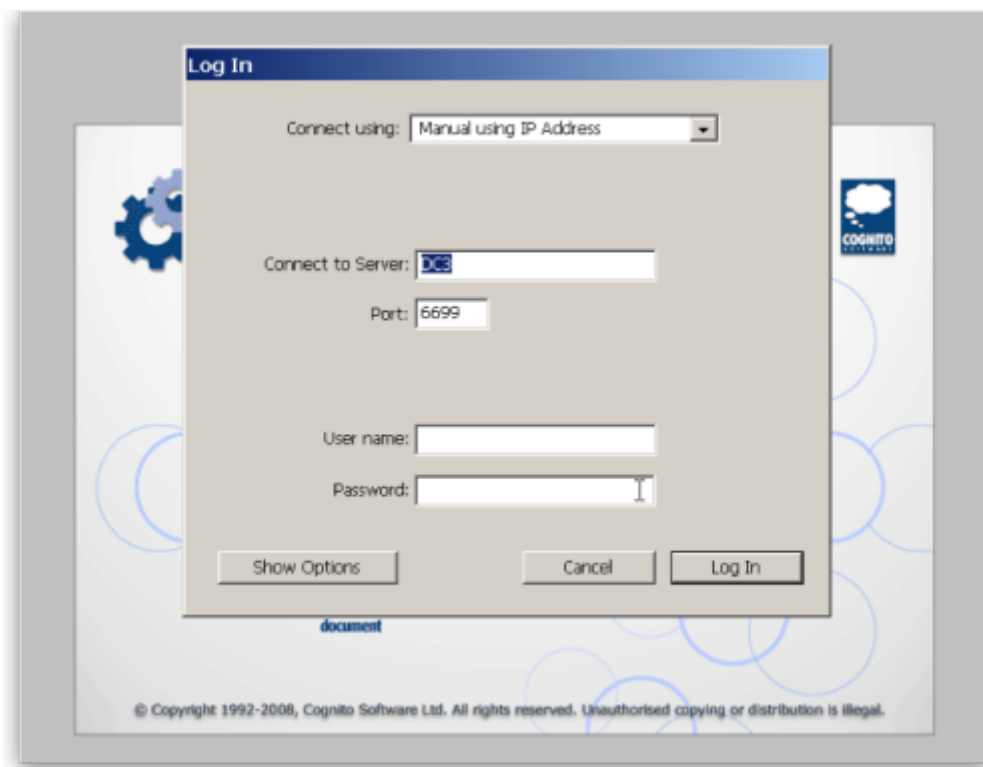 Log In
Connect using: Manual using IP Address
COGNITO
SOFTWARE
Connect to Server: DC3
Port: 6699
User name:
Password:
Show Options Cancel Log In
document
© Copyright 1992-2008, Cognito Software Ltd. All rights reserved. Unauthorised copying or distribution is illegal.